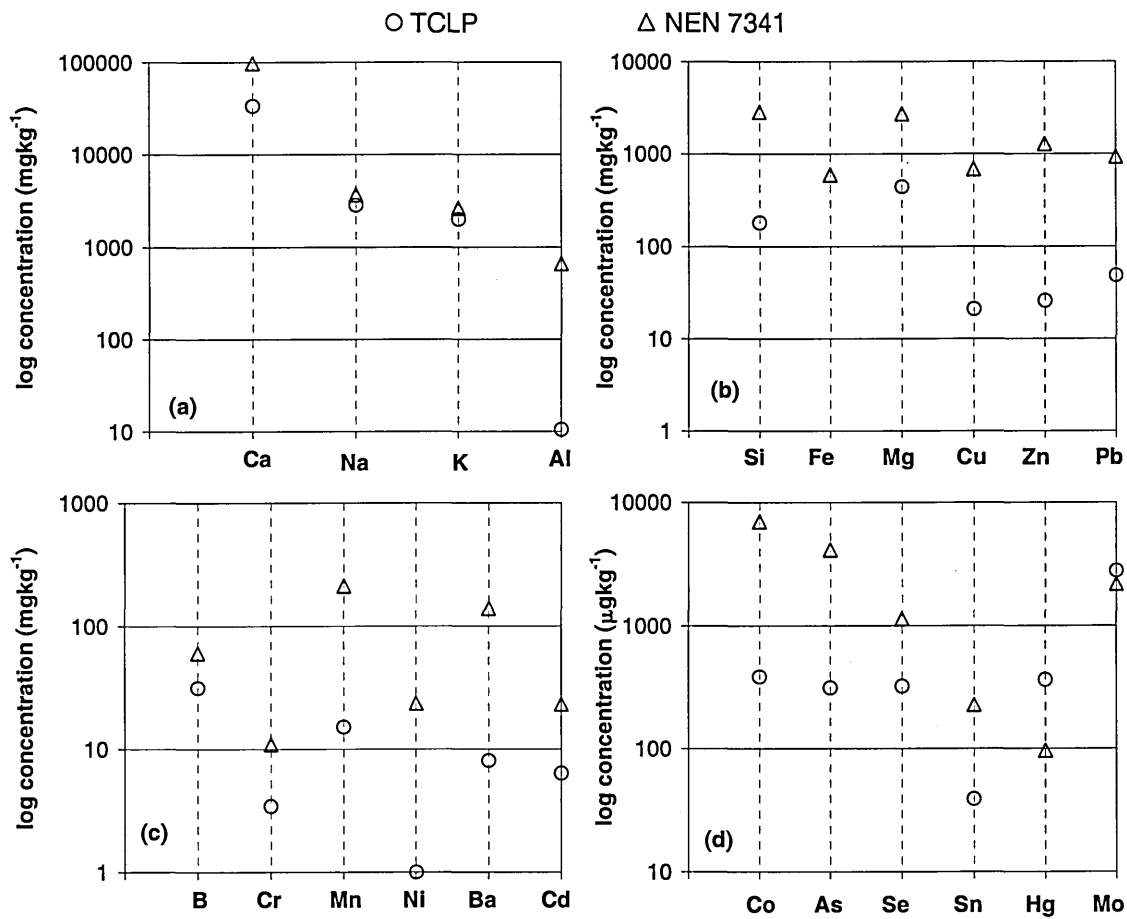 TCLP NEN 7341
log concentration (mgkg-1)
100000
10000
1000
100
10
(a)
Ca Na K Al
log concentration (mgkg-1)
10000
1000
100
10
1
(b)
Si Fe Mg Cu Zn Pb
log concentration (mgkg-1)
1000
100
10
1
(c)
B Cr Mn Ni Ba Cd
log concentration (µgkg-1)
10000
1000
100
10
(d)
Co As Se Sn Hg Mo